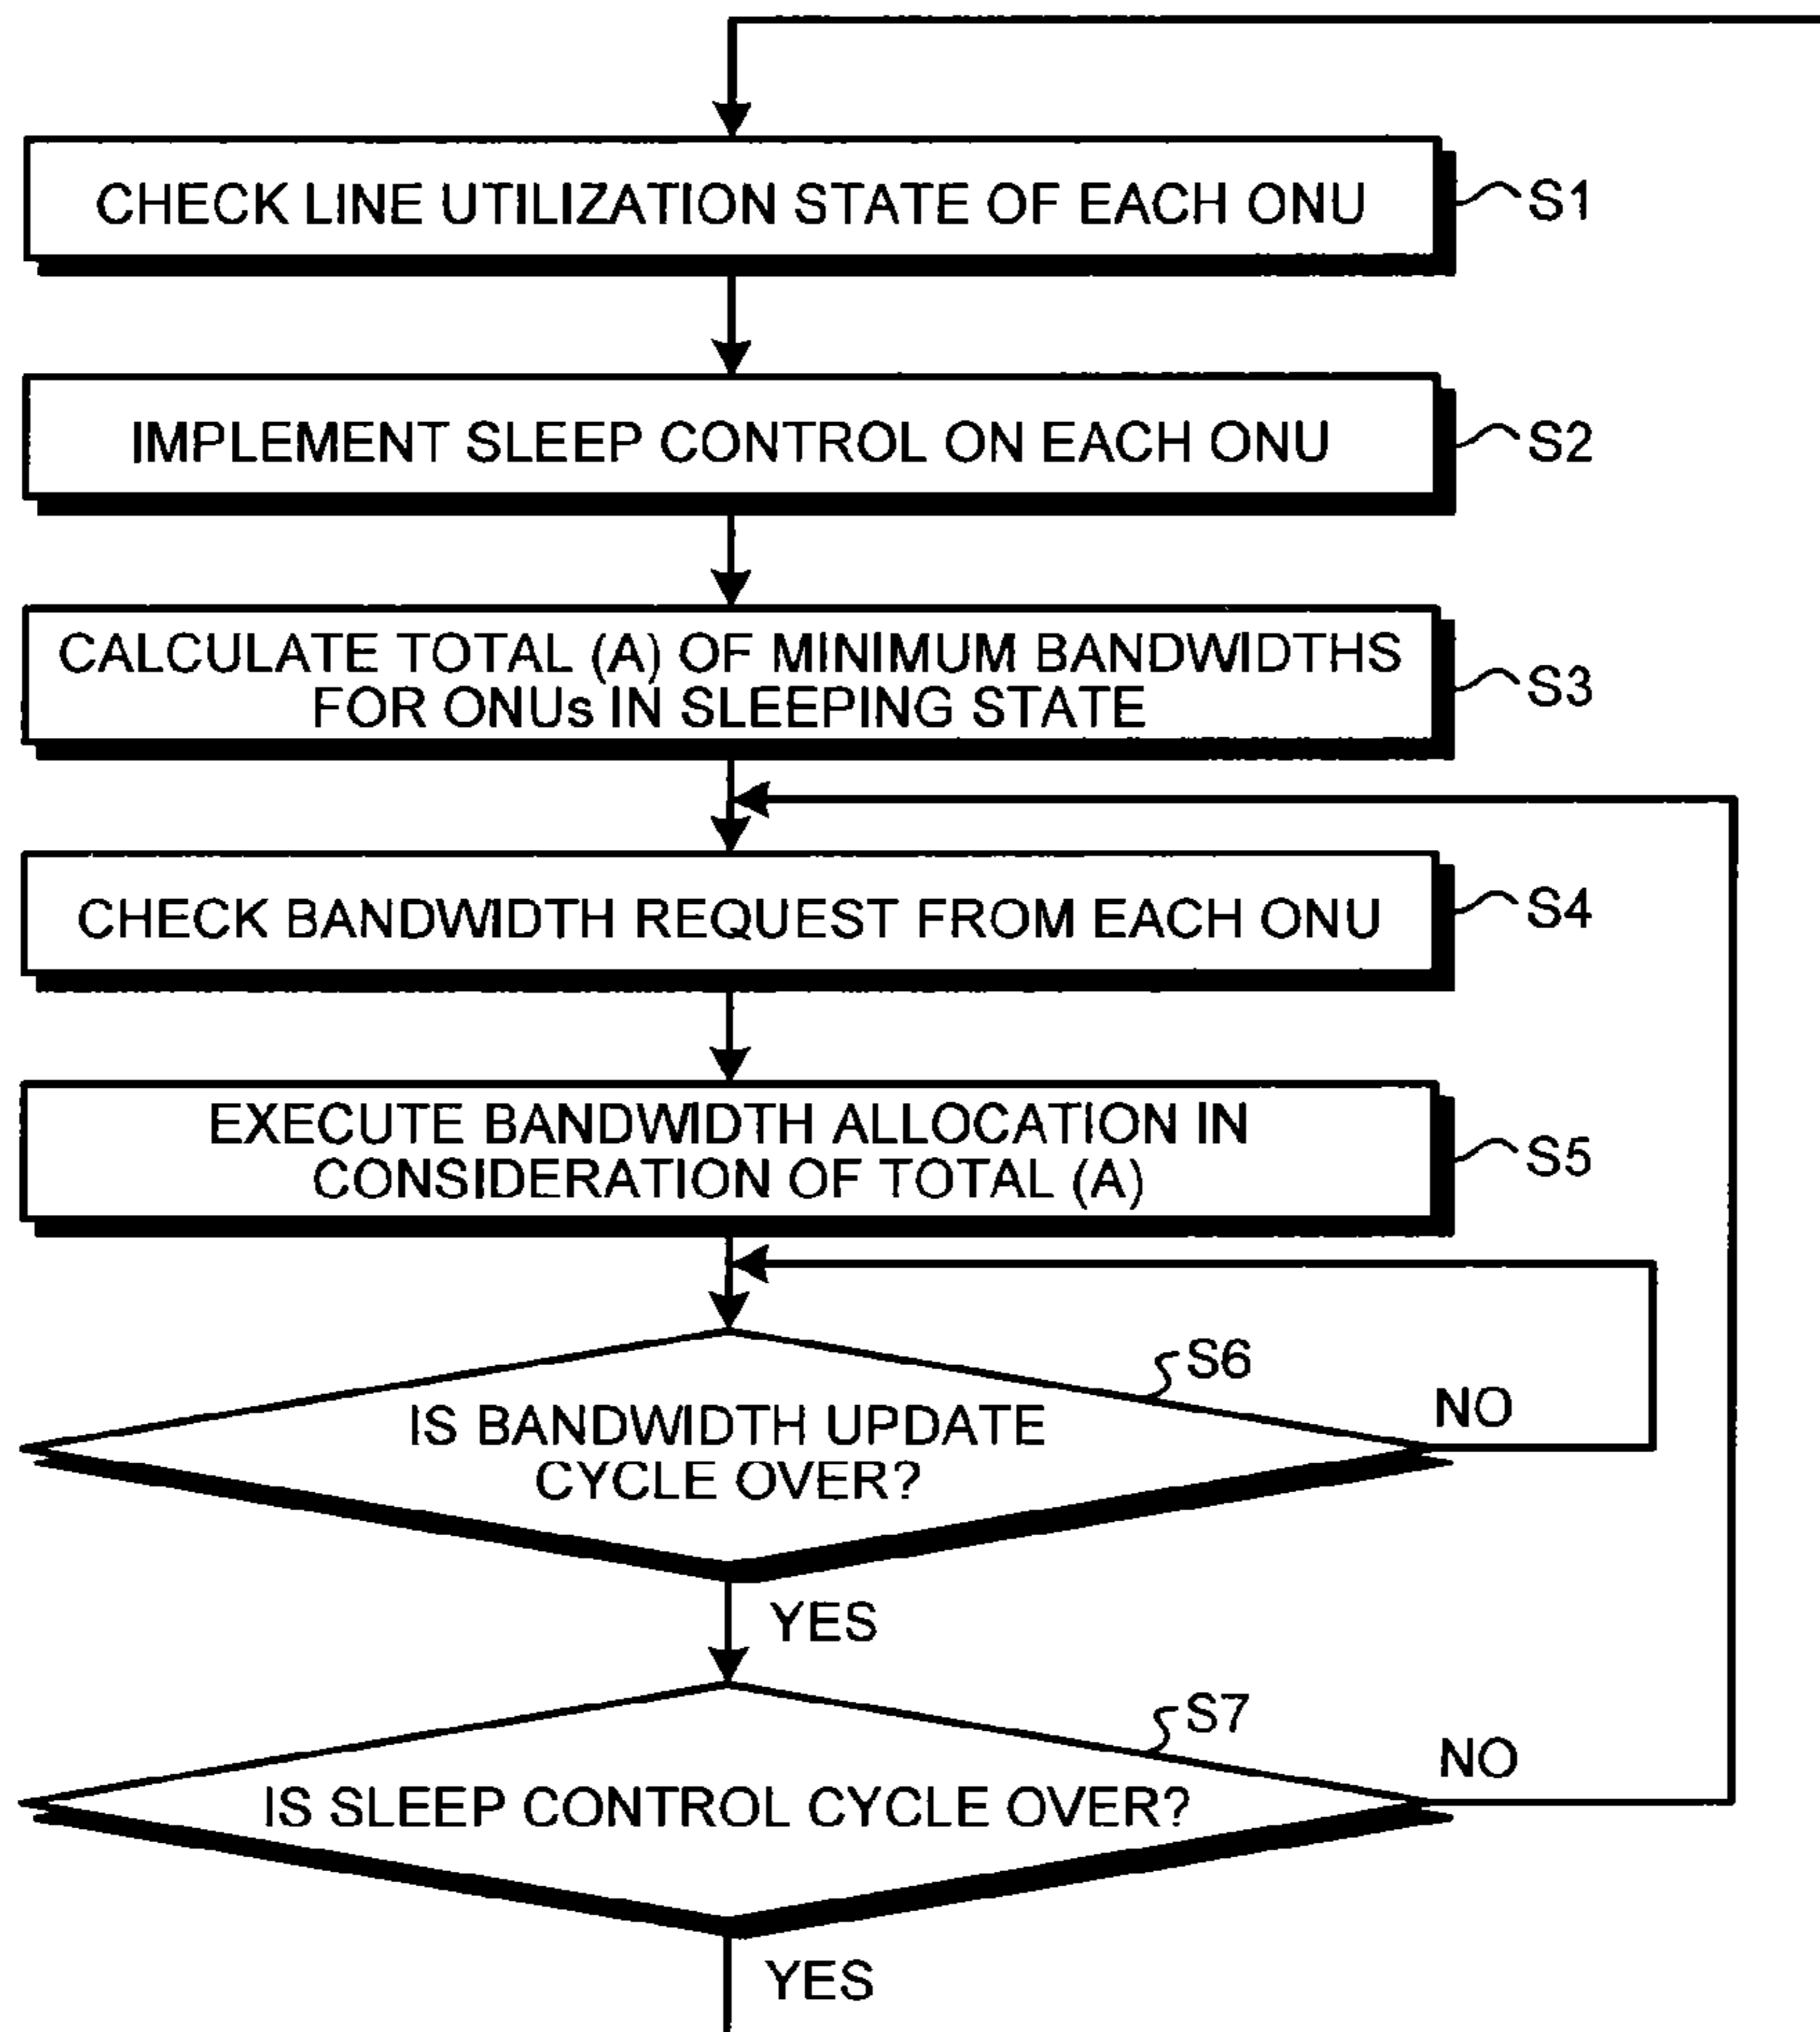 CHECK LINE UTILIZATION STATE OF EACH ONU
S1
IMPLEMENT SLEEP CONTROL ON EACH ONU
S2
CALCULATE TOTAL (A) OF MINIMUM BANDWIDTHS
FOR ONUs IN SLEEPING STATE
S3
CHECK BANDWIDTH REQUEST FROM EACH ONU
S4
EXECUTE BANDWIDTH ALLOCATION IN
CONSIDERATION OF TOTAL (A)
S5
S6
NO
IS BANDWIDTH UPDATE
CYCLE OVER?
YES
S7
NO
IS SLEEP CONTROL CYCLE OVER?
YES